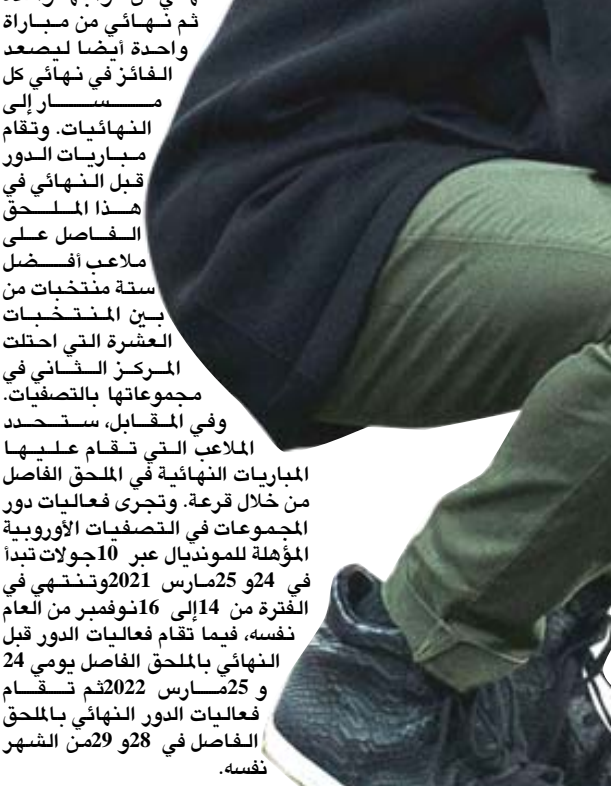 ثم نهائي من مباراة
واحدة أيضا ليصعد
الفائز في نهائي كل
مسار إلى
النهائيات. وتقام
مباريات الدور
قبل النهائي في
هذا الملحق
الفاصل على
ملاعب أفضل
ستة منتخبات من
بين المنتخبات
العشرة التي احتلت
المركز الثاني في
مجموعاتها بالتصفيات.
وفي المقابل، ستحدد
الملاعب التي تقام عليها
المباريات النهائية في الملحق الفاصل
من خلال قرعة. وتجرى فعاليات دور
المجموعات في التصفيات الأوروبية
المؤهلة للمونديال عبر 10جولات تبدأ
في 24و 25مارس 2021وتنتهي في
الفترة من 14إلى 16نوفمبر من العام
نفسه، فيما تقام فعاليات الدور قبل
النهائي بالملحق الفاصل يومي 24
و 25مارس 2022ثم تقام
فعاليات الدور النهائي بالملحق
الفاصل في 28و 29من الشهر
نفسه.